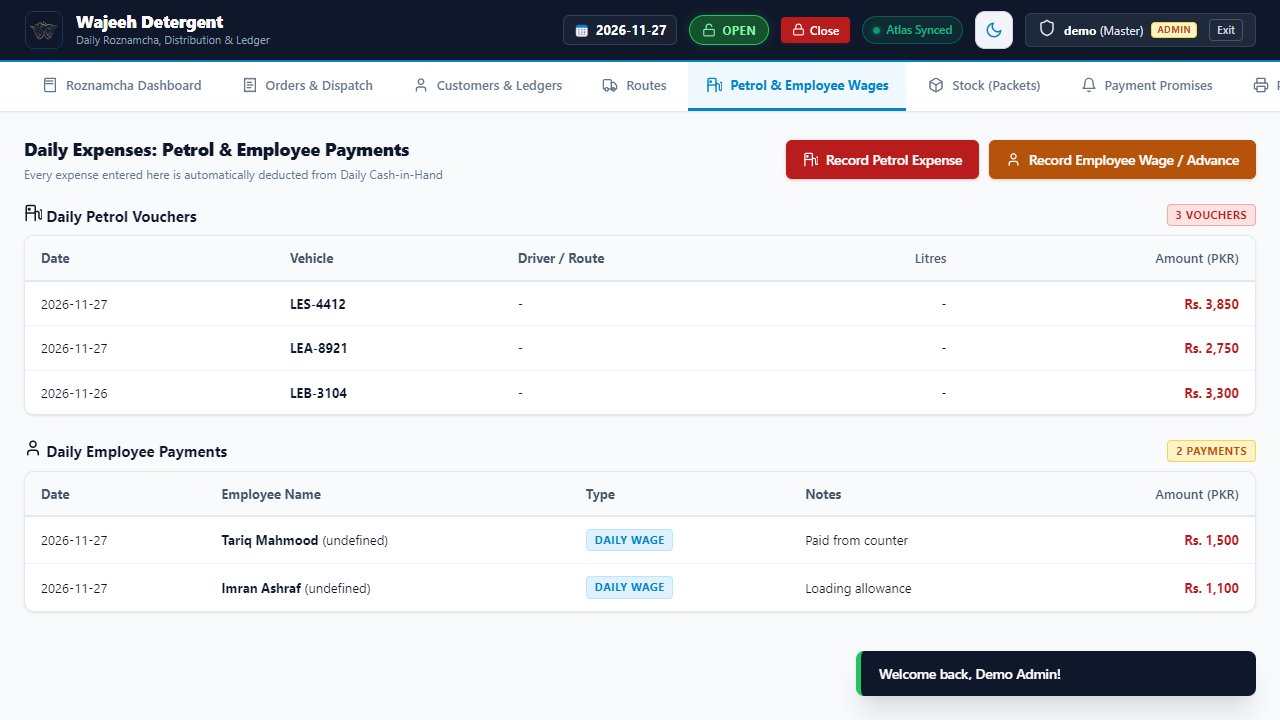 Wajeeh Detergent
Daily Roznamcha, Distribution & Ledger
2026-11-27
OPEN
Close
Atlas Synced
demo (Master) ADMIN Exit
Roznamcha Dashboard Orders & Dispatch Customers & Ledgers Routes Petrol & Employee Wages Stock (Packets) Payment Promises
Daily Expenses: Petrol & Employee Payments
Every expense entered here is automatically deducted from Daily Cash-in-Hand
Record Petrol Expense Record Employee Wage / Advance
Daily Petrol Vouchers 3 VOUCHERS
Date Vehicle Driver / Route Litres Amount (PKR)
2026-11-27 LES-4412 - - Rs. 3,850
2026-11-27 LEA-8921 - - Rs. 2,750
2026-11-26 LEB-3104 - - Rs. 3,300
Daily Employee Payments 2 PAYMENTS
Date Employee Name Type Notes Amount (PKR)
2026-11-27 Tariq Mahmood (undefined) DAILY WAGE Paid from counter Rs. 1,500
2026-11-27 Imran Ashraf (undefined) DAILY WAGE Loading allowance Rs. 1,100
Welcome back, Demo Admin!